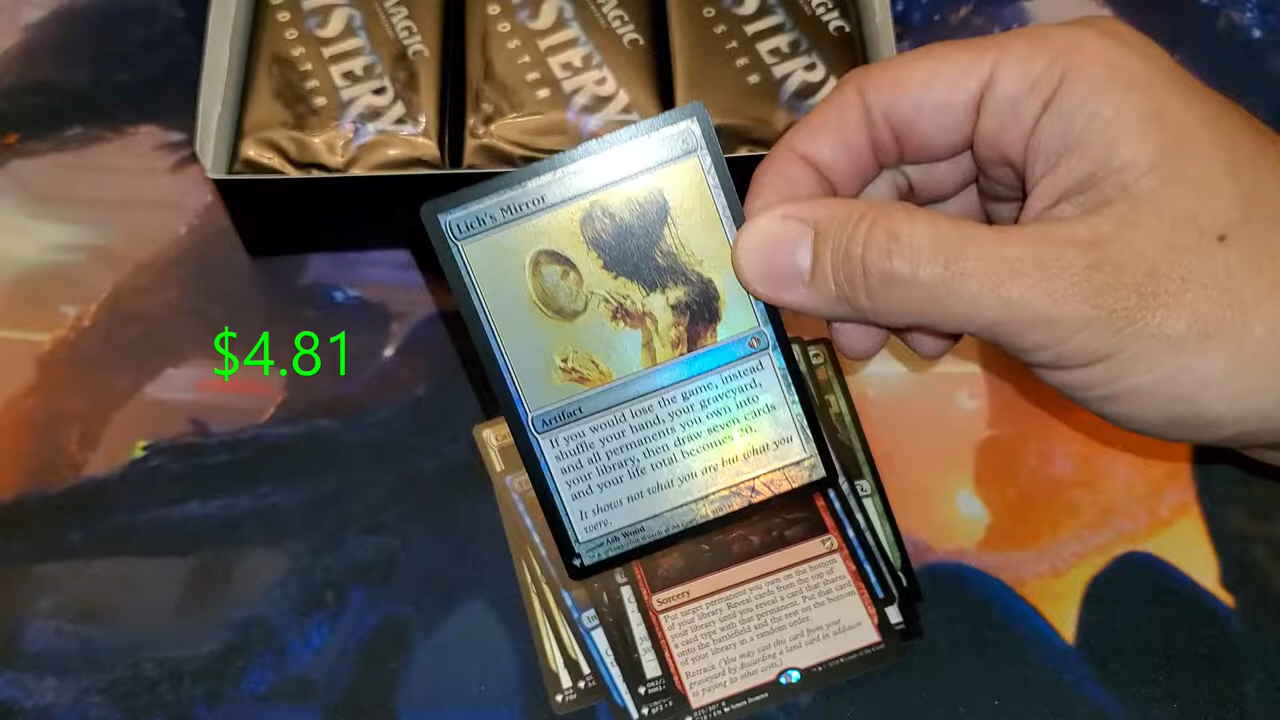 MAGIC
MYSTERY
BOOSTER
MAGIC
MYSTERY
BOOSTER
MAGIC
MYSTERY
BOOSTER
Lich's Mirror
$4.81
Artifact
If you would lose the game, instead
shuffle your hand, your graveyard,
and all permanents you own into
your library, then draw seven cards
and your life total becomes 20.
It shows not what you are but what you
were.
Ash Wood
Sorcery
Put target permanent you own on the bottom
of your library. Reveal cards from the top of
your library until you reveal a card that shares
a card type with that permanent. Put that card
onto the battlefield and the rest on the bottom
of your library in a random order.
Retrace (You may cast this card from your
graveyard by discarding a land card in addition
to paying its other costs.)